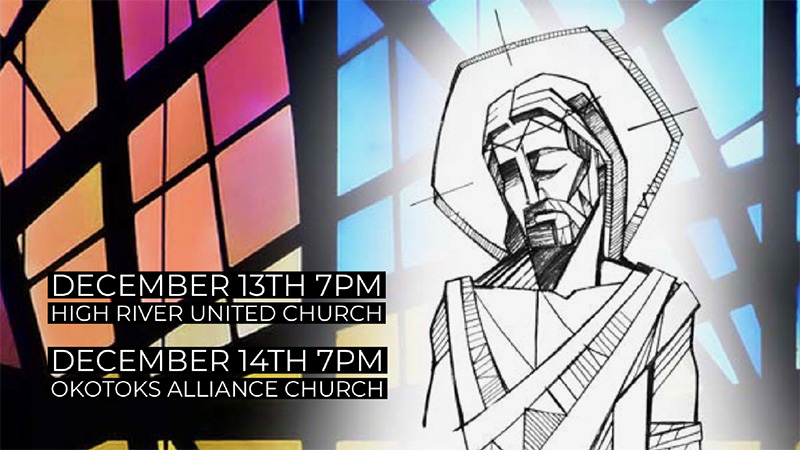 DECEMBER 13TH 7PM
HIGH RIVER UNITED CHURCH
DECEMBER 14TH 7PM
OKOTOKS ALLIANCE CHURCH